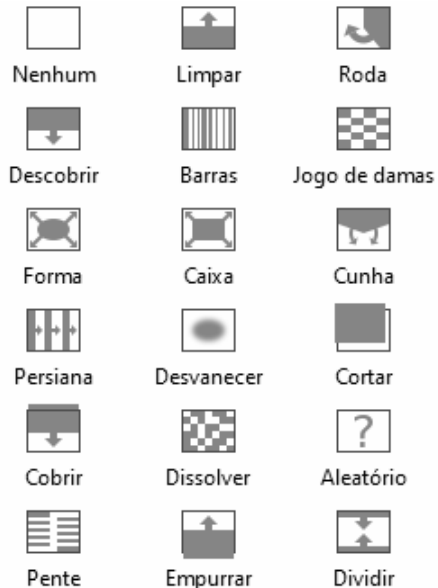 Nenhum Limpar Roda
Descobrir Barras Jogo de damas
Forma Caixa Cunha
Persiana Desvanecer Cortar
?
Cobrir Dissolver Aleatório
Pente Empurrar Dividir